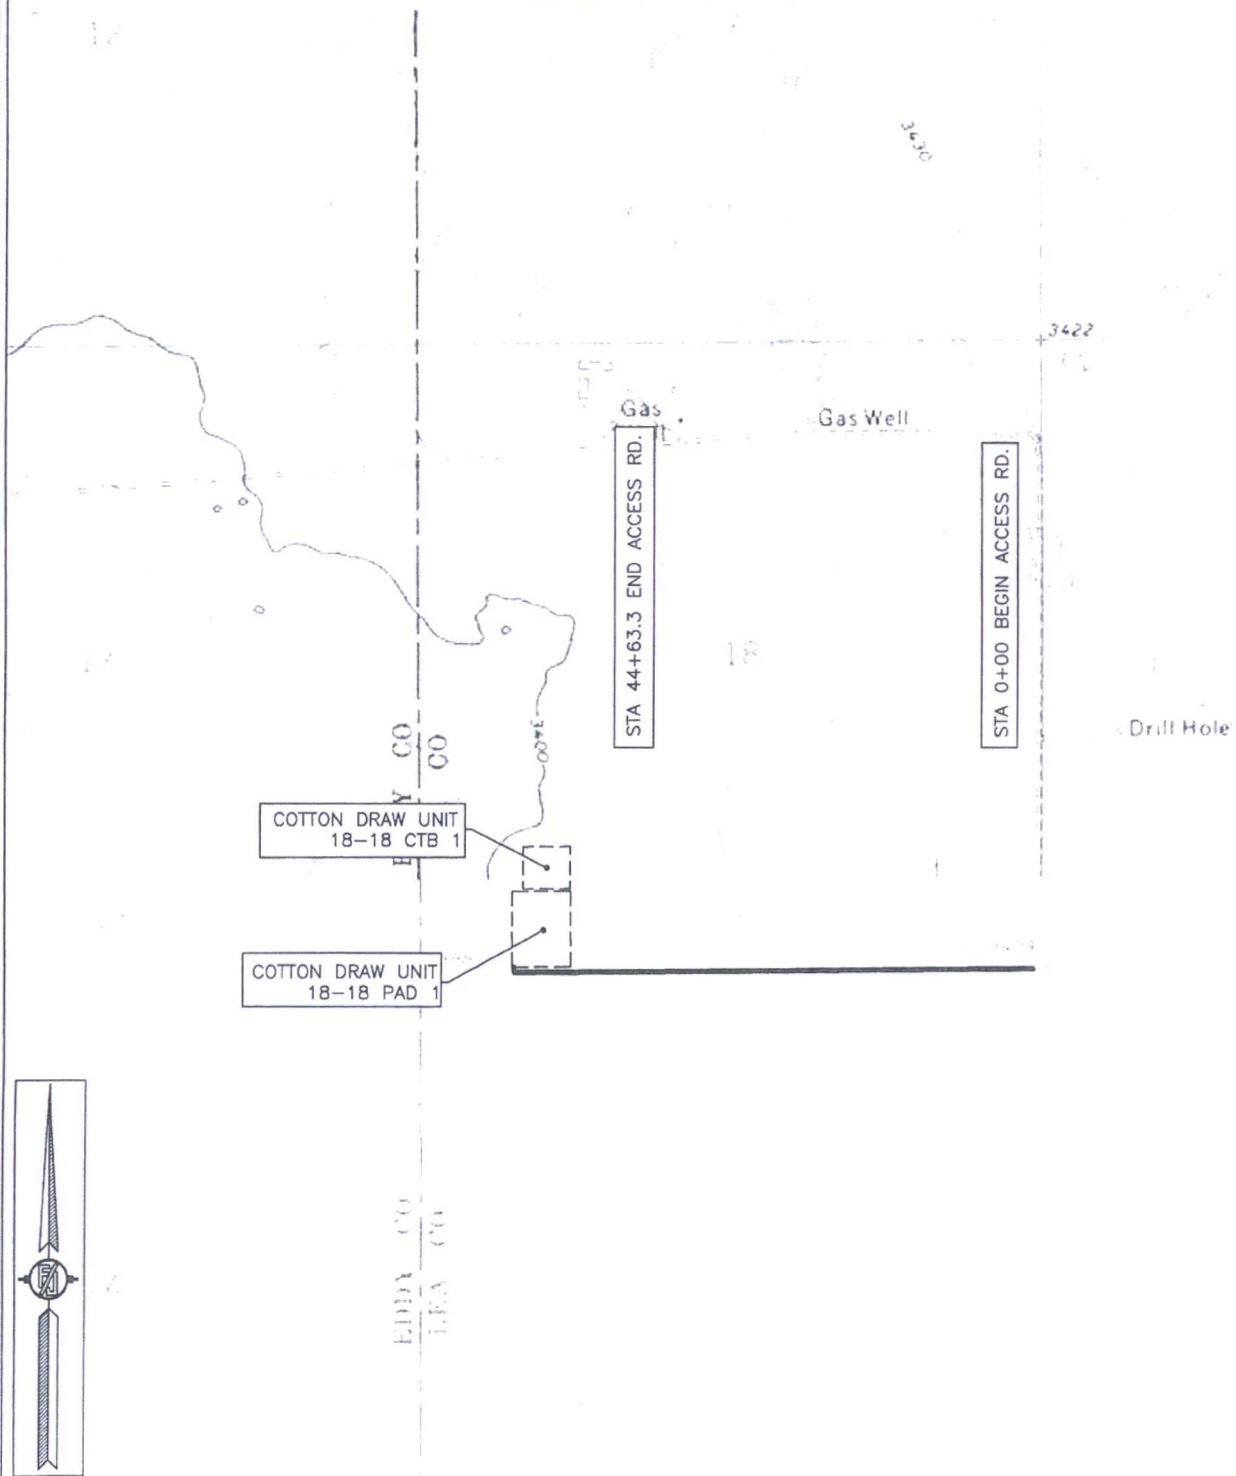 12
3430
3422
Gas
Gas Well
STA 44+63.3 END ACCESS RD.
STA 0+00 BEGIN ACCESS RD.
18
Drill Hole
3400
CO
CO
COTTON DRAW UNIT
18-18 CTB 1
COTTON DRAW UNIT
18-18 PAD 1
EDDY CO
LEA CO